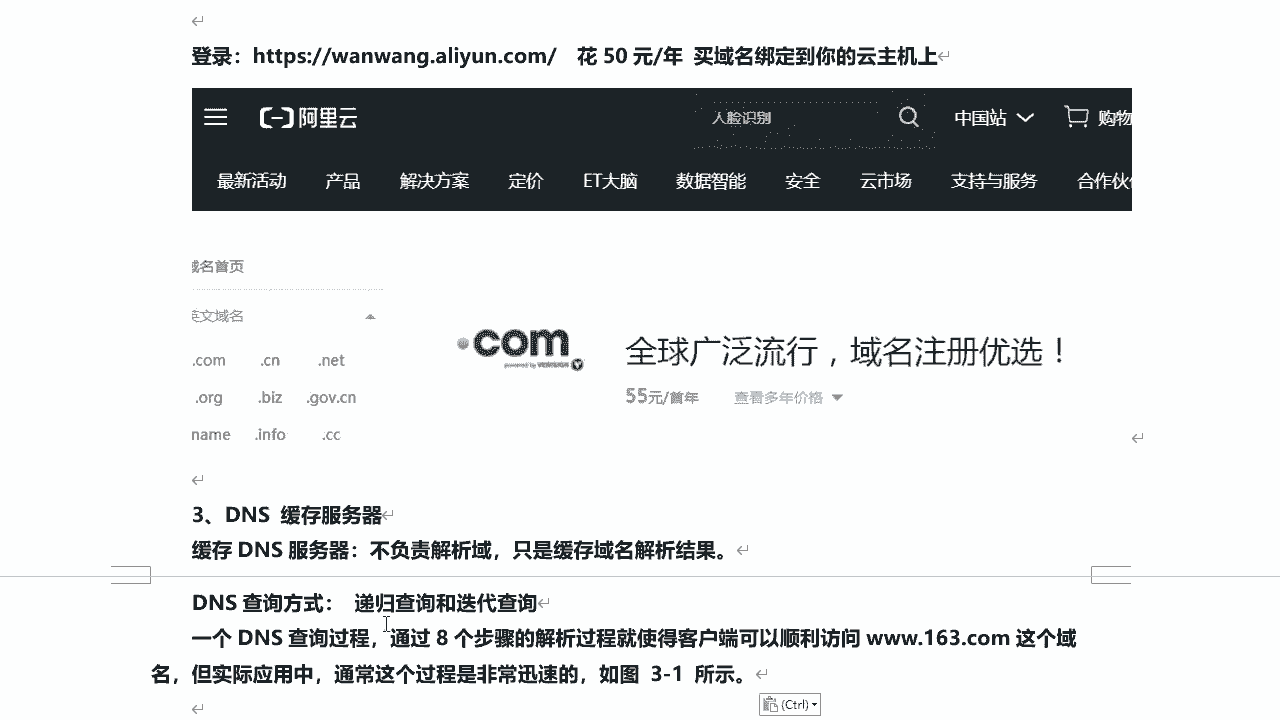 登录：https://wanwang.aliyun.com/ 花 50 元/年 买域名绑定到你的云主机上
阿里云 人脸识别 中国站 购物
最新活动 产品 解决方案 定价 ET大脑 数据智能 安全 云市场 支持与服务 合作伙
域名首页
英文域名
.com .cn .net
.org .biz .gov.cn
name .info .cc
.com
powered by VERISIGN
全球广泛流行，域名注册优选！
55元/首年 查看多年价格
3、DNS 缓存服务器
缓存 DNS 服务器：不负责解析域，只是缓存域名解析结果。
DNS 查询方式： 递归查询和迭代查询
一个 DNS 查询过程，通过 8 个步骤的解析过程就使得客户端可以顺利访问 www.163.com 这个域
名，但实际应用中，通常这个过程是非常迅速的，如图 3-1 所示。
(Ctrl)